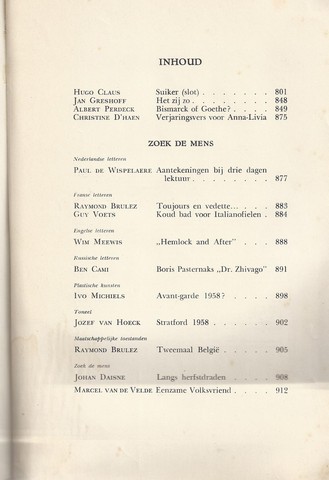 INHOUD
HUGO CLAUS Suiker (slot) . . . . . . . 801
JAN GRESHOFF Het zij zo . . . . . . . . 848
ALBERT PERDECK Bismarck of Goethe? . . . . 849
CHRISTINE D'HAEN Verjaringsvers voor Anna-Livia 875
ZOEK DE MENS
Nederlandse letteren
PAUL DE WISPELAERE Aantekeningen bij drie dagen
lektuur . . . . . . . . 877
Franse letteren
RAYMOND BRULEZ Toujours en vedette... . . . 883
GUY VOETS Koud bad voor Italianofielen . 884
Engelse letteren
WIM MEEWIS „Hemlock and After" . . . . 888
Russische letteren
BEN CAMI Boris Pasternaks „Dr. Zhivago" 891
Plastische kunsten
IVO MICHIELS Avant-garde 1958? . . . . 898
Toneel
JOZEF VAN HOECK Stratford 1958 . . . . . . 902
Maatschappelijke toestanden
RAYMOND BRULEZ Tweemaal België . . . . . 905
Zoek de mens
JOHAN DAISNE Langs herfstdraden . . . . 908
MARCEL VAN DE VELDE Eenzame Volksvriend . . . . 912